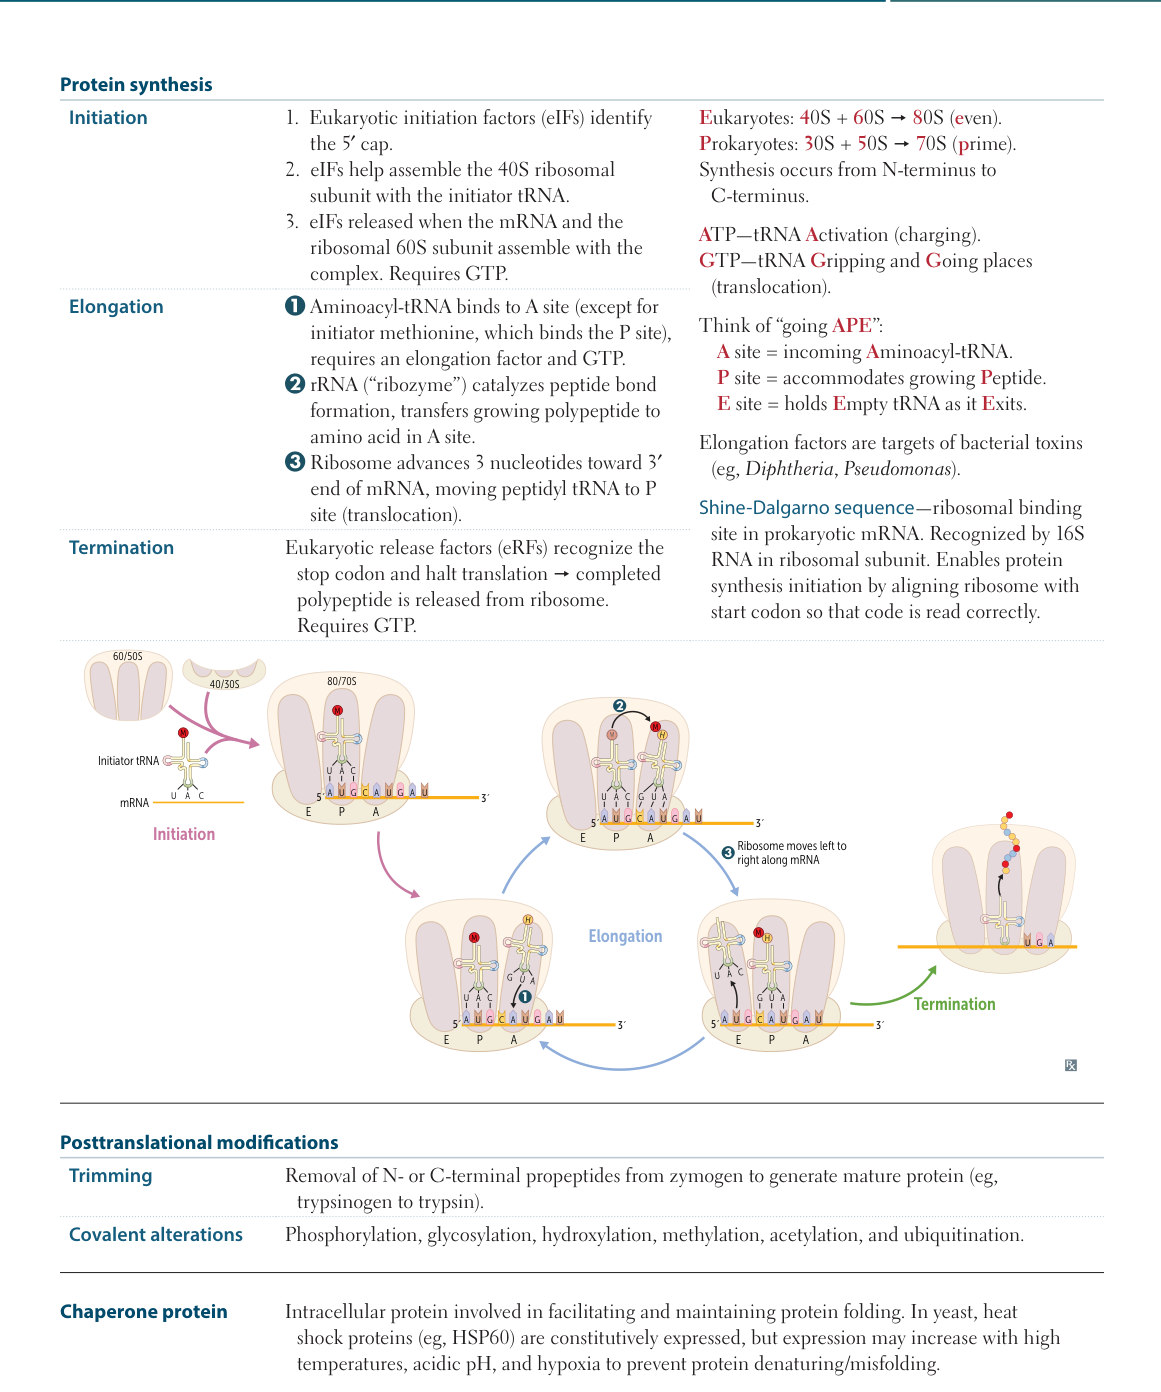 Protein synthesis
Initiation
1. Eukaryotic initiation factors (eIFs) identify
the 5′ cap.
2. eIFs help assemble the 40S ribosomal
subunit with the initiator tRNA.
3. eIFs released when the mRNA and the
ribosomal 60S subunit assemble with the
complex. Requires GTP.
Elongation
1 Aminoacyl-tRNA binds to A site (except for
initiator methionine, which binds the P site),
requires an elongation factor and GTP.
2 rRNA (“ribozyme”) catalyzes peptide bond
formation, transfers growing polypeptide to
amino acid in A site.
3 Ribosome advances 3 nucleotides toward 3′
end of mRNA, moving peptidyl tRNA to P
site (translocation).
Termination
Eukaryotic release factors (eRFs) recognize the
stop codon and halt translation → completed
polypeptide is released from ribosome.
Requires GTP.
Eukaryotes: 40S + 60S → 80S (even).
Prokaryotes: 30S + 50S → 70S (prime).
Synthesis occurs from N-terminus to
C-terminus.
ATP—tRNA Activation (charging).
GTP—tRNA Gripping and Going places
(translocation).
Think of “going APE”:
A site = incoming Aminoacyl-tRNA.
P site = accommodates growing Peptide.
E site = holds Empty tRNA as it Exits.
Elongation factors are targets of bacterial toxins
(eg, Diphtheria, Pseudomonas).
Shine-Dalgarno sequence—ribosomal binding
site in prokaryotic mRNA. Recognized by 16S
RNA in ribosomal subunit. Enables protein
synthesis initiation by aligning ribosome with
start codon so that code is read correctly.
60/50S
40/30S
M
Initiator tRNA
U A C
mRNA
Initiation
80/70S
M
U A C
5′ A U G C A U G A U 3′
E P A
2
M M H
U A C G U A
5′ A U G C A U G A U 3′
E P A
3 Ribosome moves left to
right along mRNA
Elongation
M H
G U A
U A C 1
5′ A U G C A U G A U 3′
E P A
M H
U A C
G U A
5′ A U G C A U G A U 3′
E P A
U G A
Termination
Rx
Posttranslational modifications
Trimming
Removal of N- or C-terminal propeptides from zymogen to generate mature protein (eg,
trypsinogen to trypsin).
Covalent alterations
Phosphorylation, glycosylation, hydroxylation, methylation, acetylation, and ubiquitination.
Chaperone protein
Intracellular protein involved in facilitating and maintaining protein folding. In yeast, heat
shock proteins (eg, HSP60) are constitutively expressed, but expression may increase with high
temperatures, acidic pH, and hypoxia to prevent protein denaturing/misfolding.